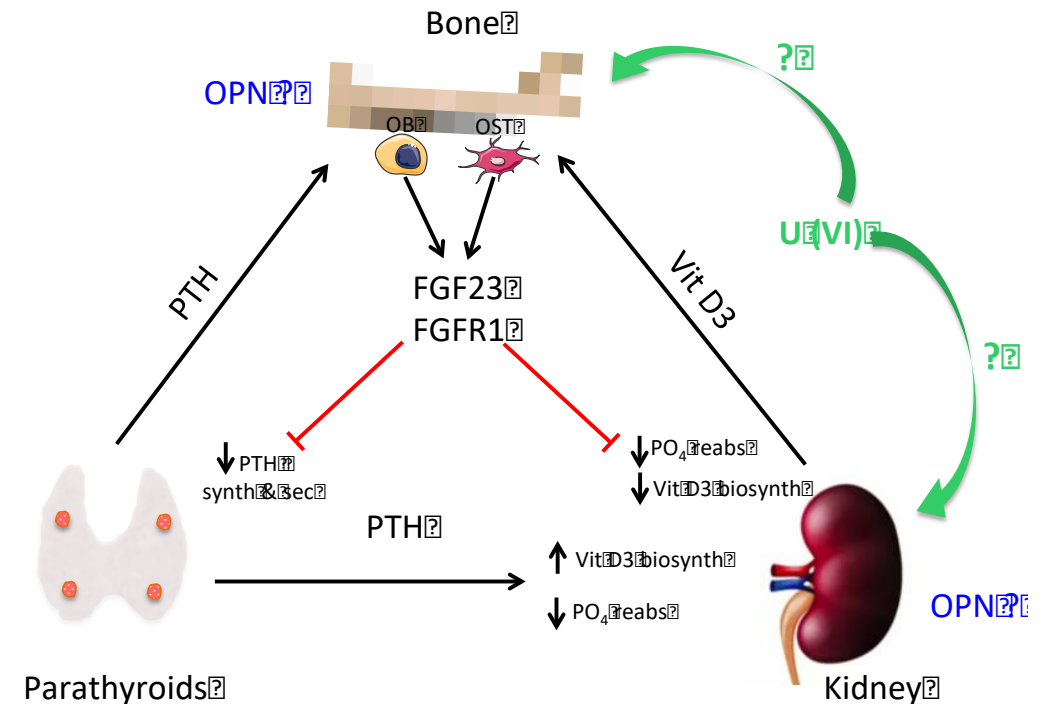 Bone
?
OPN ?
OB
OST
U (VI)
PTH
Vit D3
FGF23
FGFR1
?
↓ PTH
synth & sec
↓ PO4 reabs
↓ Vit D3 biosynth
PTH
↑ Vit D3 biosynth
↓ PO4 reabs
OPN ?
Parathyroids
Kidney